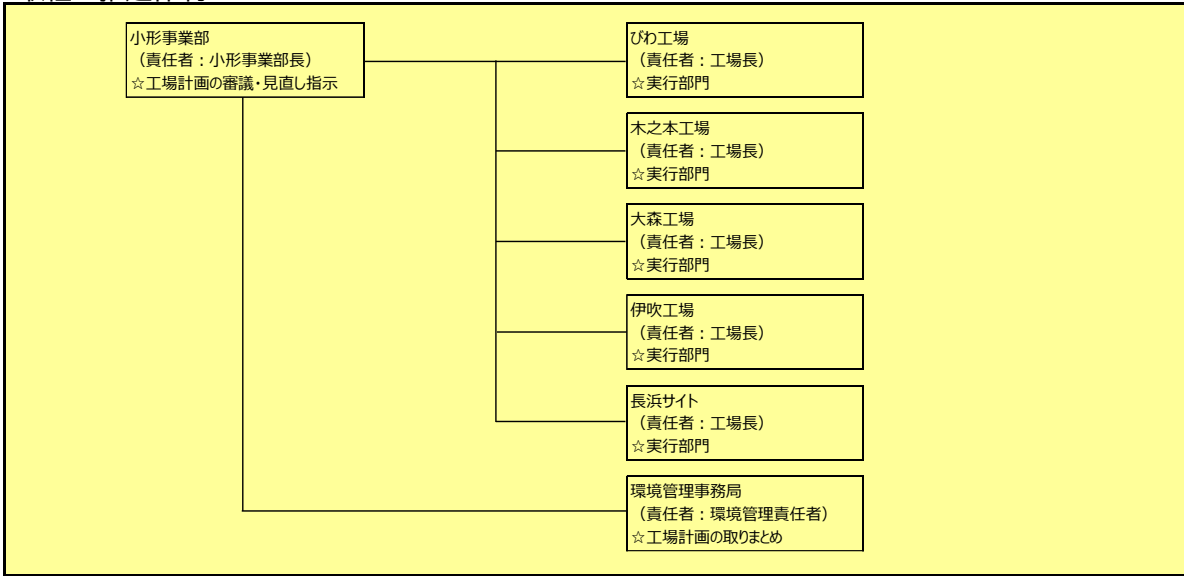 小形事業部
（責任者：小形事業部長）
☆工場計画の審議・見直し指示
びわ工場
（責任者：工場長）
☆実行部門
木之本工場
（責任者：工場長）
☆実行部門
大森工場
（責任者：工場長）
☆実行部門
伊吹工場
（責任者：工場長）
☆実行部門
長浜サイト
（責任者：工場長）
☆実行部門
環境管理事務局
（責任者：環境管理責任者）
☆工場計画の取りまとめ